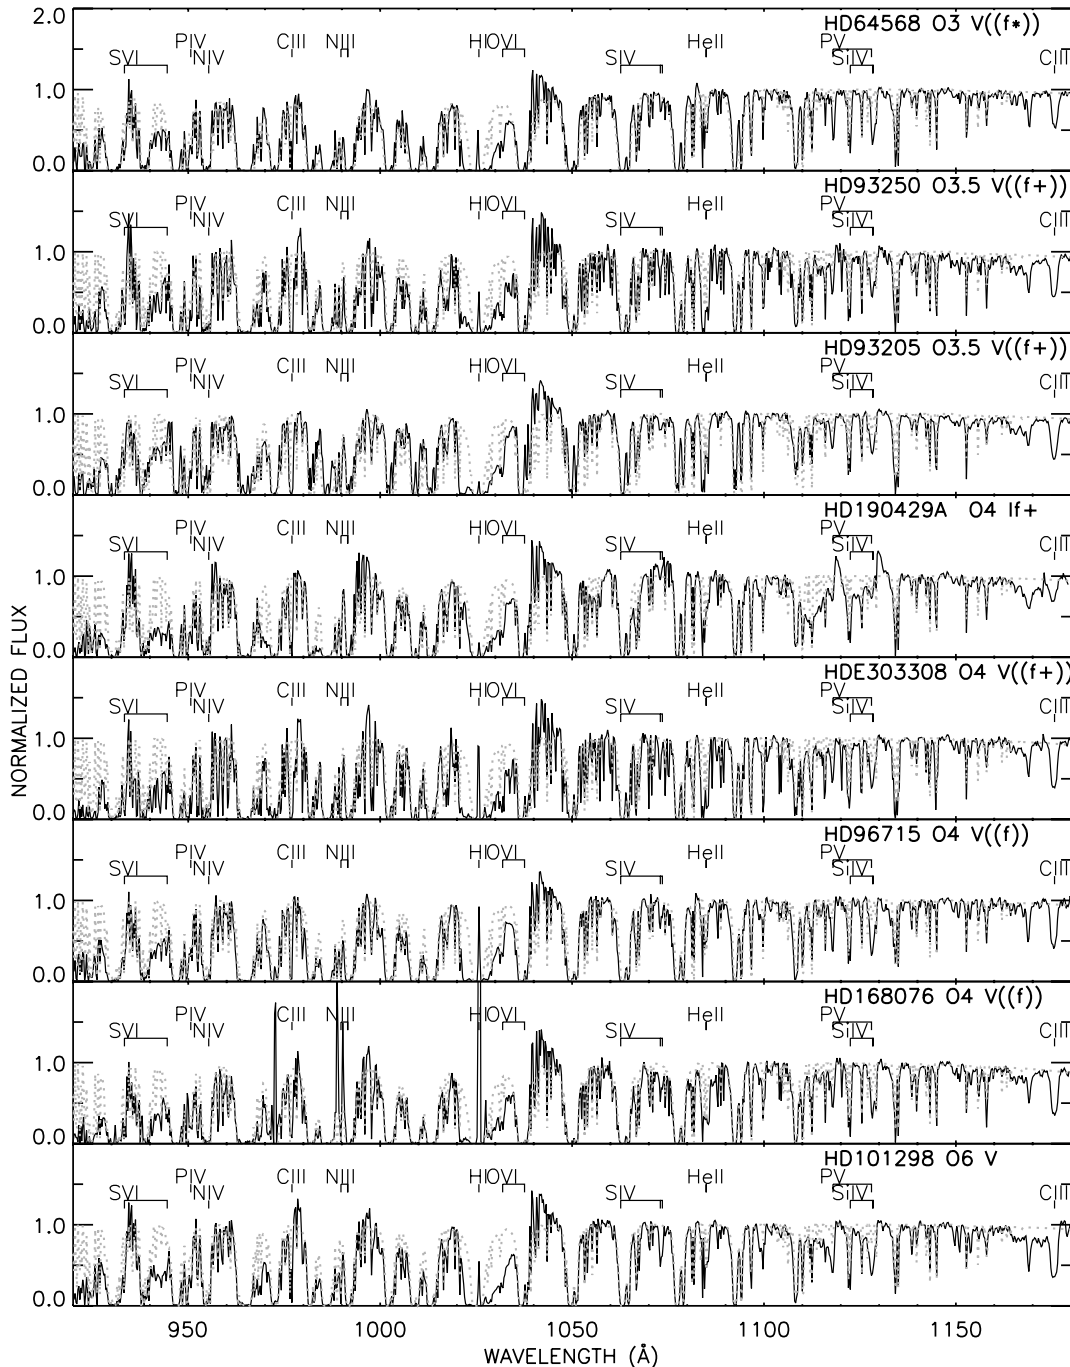 2.0
HD64568 O3 V((f*))
SVI PIV NIV CIII NIII HI OVI SIV HeII PV SiIV CIII
1.0
0.0
HD93250 O3.5 V((f+))
SVI PIV NIV CIII NIII HI OVI SIV HeII PV SiIV CIII
1.0
0.0
HD93205 O3.5 V((f+))
SVI PIV NIV CIII NIII HI OVI SIV HeII PV SiIV CIII
1.0
0.0
HD190429A O4 If+
SVI PIV NIV CIII NIII HI OVI SIV HeII PV SiIV CIII
1.0
0.0
HDE303308 O4 V((f+))
SVI PIV NIV CIII NIII HI OVI SIV HeII PV SiIV CIII
1.0
0.0
HD96715 O4 V((f))
SVI PIV NIV CIII NIII HI OVI SIV HeII PV SiIV CIII
1.0
0.0
HD168076 O4 V((f))
SVI PIV NIV CIII NIII HI OVI SIV HeII PV SiIV CIII
1.0
0.0
HD101298 O6 V
SVI PIV NIV CIII NIII HI OVI SIV HeII PV SiIV CIII
1.0
0.0
NORMALIZED FLUX
950 1000 1050 1100 1150
WAVELENGTH (Å)